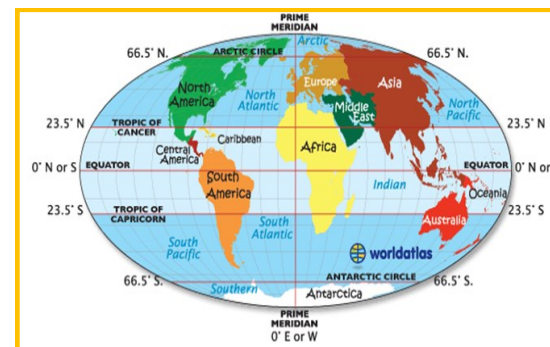 PRIME
MERIDIAN
Arctic
66.5° N.
ARCTIC CIRCLE
66.5° N.
North
America
Europe
Asia
North
Atlantic
Middle
East
North
Pacific
23.5° N
TROPIC OF
CANCER
23.5° N
Caribbean
Central
America
Africa
0° N or S
EQUATOR
EQUATOR
0° N or
South
America
Indian
Oceania
23.5° S
TROPIC OF
CAPRICORN
South
Atlantic
Australia
23.5° S
South
Pacific
worldatlas
66.5° S.
ANTARCTIC CIRCLE
66.5° S.
Southern
Antarctica
PRIME
MERIDIAN
0° E or W